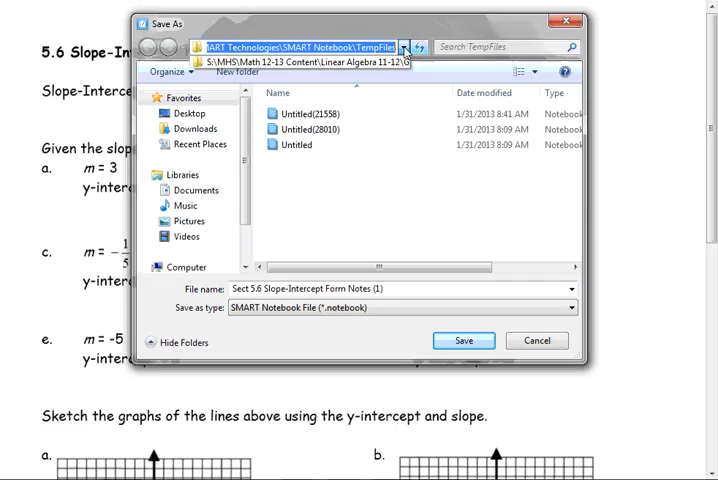 Save As
ART Technologies\SMART Notebook\TempFiles
Search TempFiles
S:\MHS\Math 12-13 Content\Linear Algebra 11-12\G
Organize
New folder
Name
Date modified
Type
Favorites
Desktop
Downloads
Recent Places
Libraries
Documents
Music
Pictures
Videos
Computer
Untitled(21558)
1/31/2013 8:41 AM
Notebook
Untitled(28010)
1/31/2013 8:09 AM
Notebook
Untitled
1/31/2013 8:09 AM
Notebook
File name:
Sect 5.6 Slope-Intercept Form Notes (1)
Save as type:
SMART Notebook File (*.notebook)
Hide Folders
Save
Cancel
5.6 Slope-Int
Slope-Interce
Given the slop
a. m = 3
y-inter
c. m = -1/5
y-inter
e. m = -5
y-inter
Sketch the graphs of the lines above using the y-intercept and slope.
a.
b.